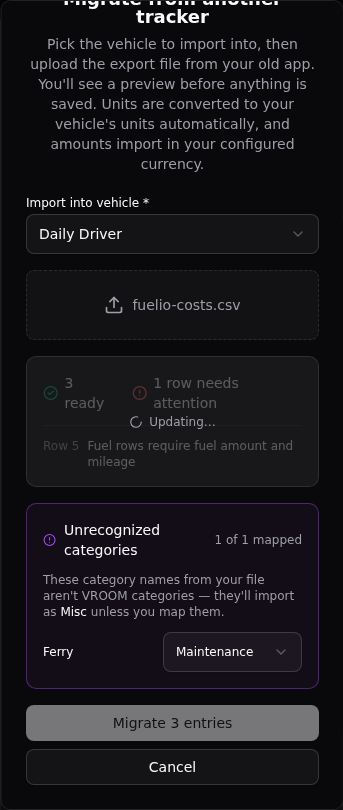 Migrate from another
tracker
Pick the vehicle to import into, then
upload the export file from your old app.
You'll see a preview before anything is
saved. Units are converted to your
vehicle's units automatically, and
amounts import in your configured
currency.
Import into vehicle *
Daily Driver
fuelio-costs.csv
3
ready
1 row needs
attention
Updating...
Row 5 Fuel rows require fuel amount and
mileage
Unrecognized
categories
1 of 1 mapped
These category names from your file
aren't VROOM categories — they'll import
as Misc unless you map them.
Ferry
Maintenance
Migrate 3 entries
Cancel